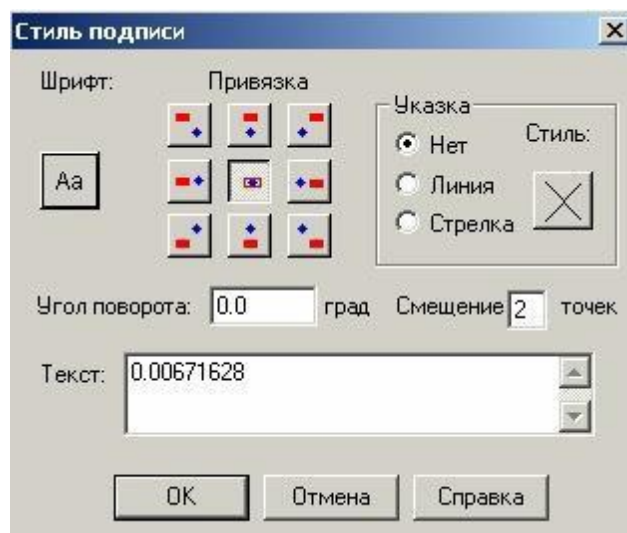 Стиль подписи
Шрифт: Привязка
Указка
Нет Стиль:
Aa Линия
Стрелка
Угол поворота: 0.0 град Смещение 2 точек
Текст: 0.00671628
OK Отмена Справка